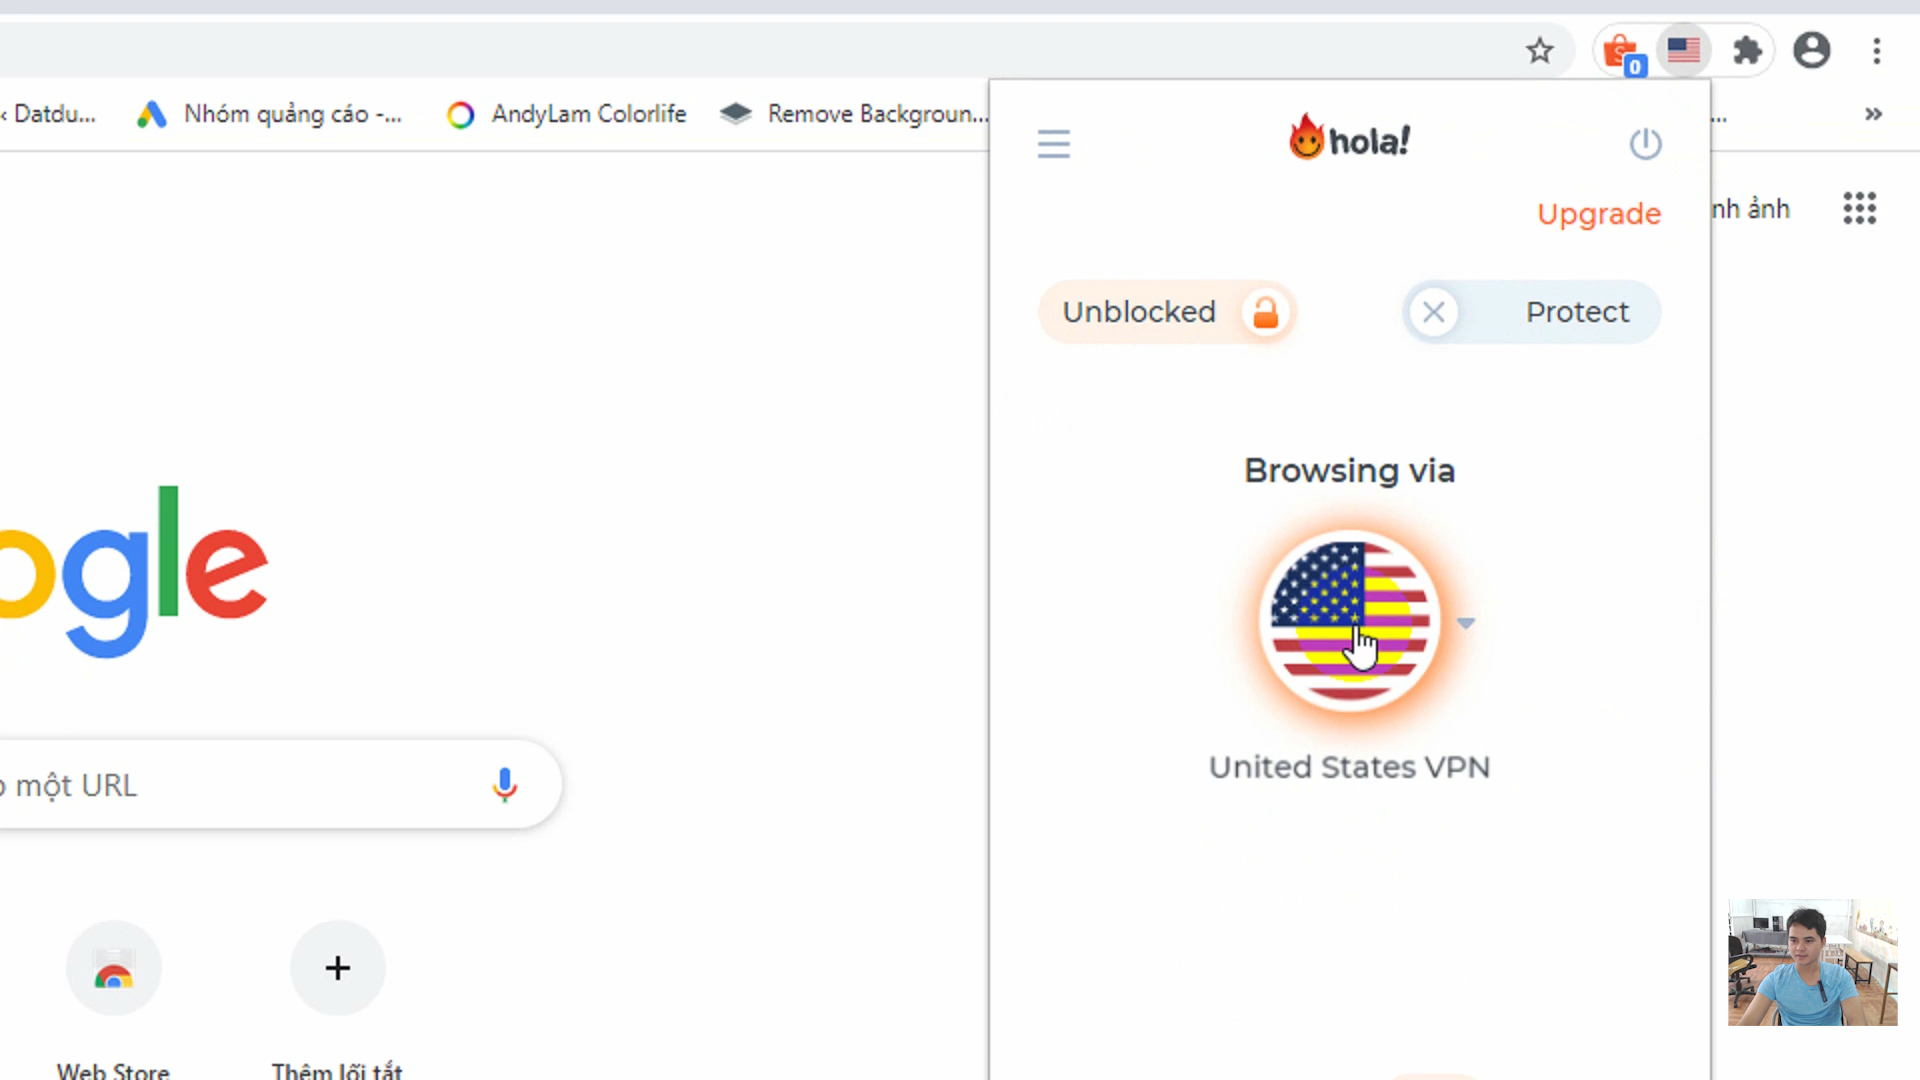 0
‹ Datdu...
Nhóm quảng cáo -...
AndyLam Colorlife
Remove Backgroun...
...
»
hola!
Upgrade
nh ảnh
Unblocked
Protect
Browsing via
ogle
United States VPN
một URL
Web Store
Thêm lối tắt